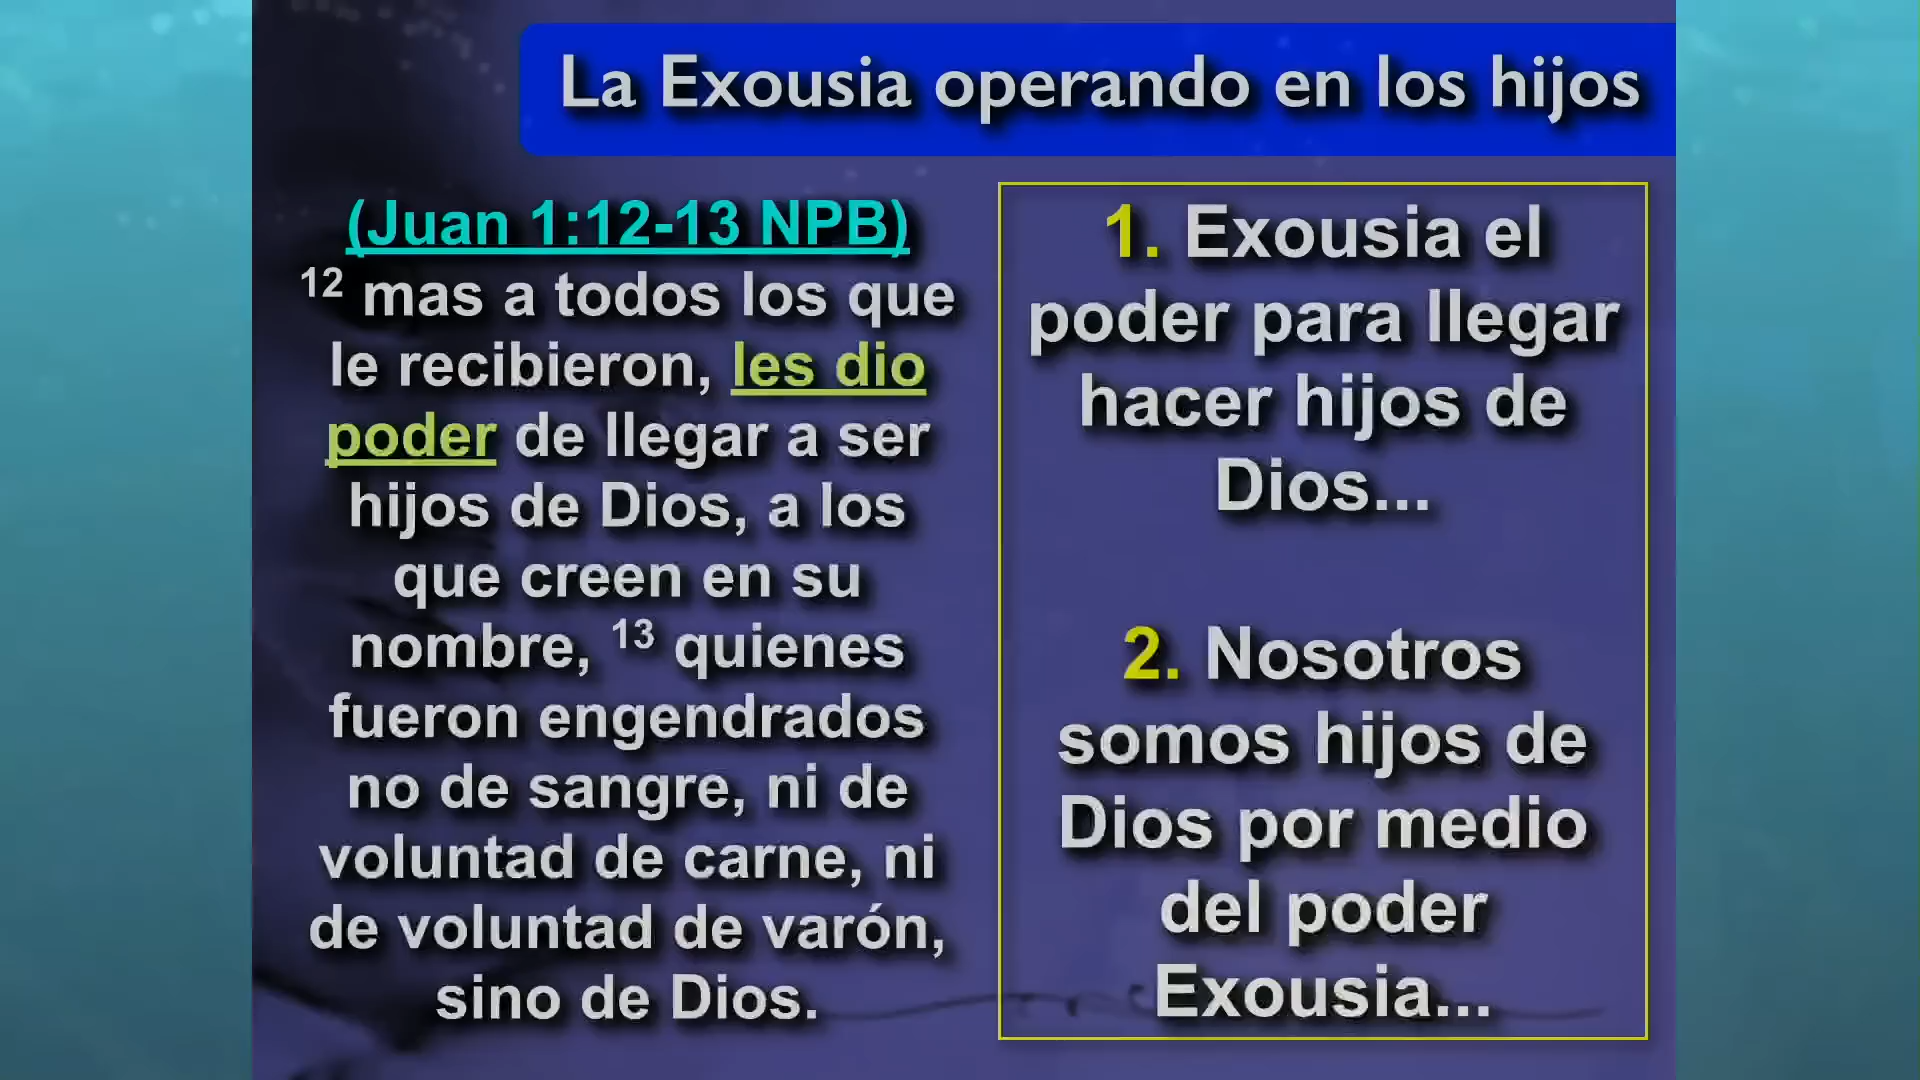 La Exousia operando en los hijos
(Juan 1:12-13 NPB)
12 mas a todos los que
le recibieron, les dio
poder de llegar a ser
hijos de Dios, a los
que creen en su
nombre, 13 quienes
fueron engendrados
no de sangre, ni de
voluntad de carne, ni
de voluntad de varón,
sino de Dios.
1. Exousia el
poder para llegar
hacer hijos de
Dios...
2. Nosotros
somos hijos de
Dios por medio
del poder
Exousia...